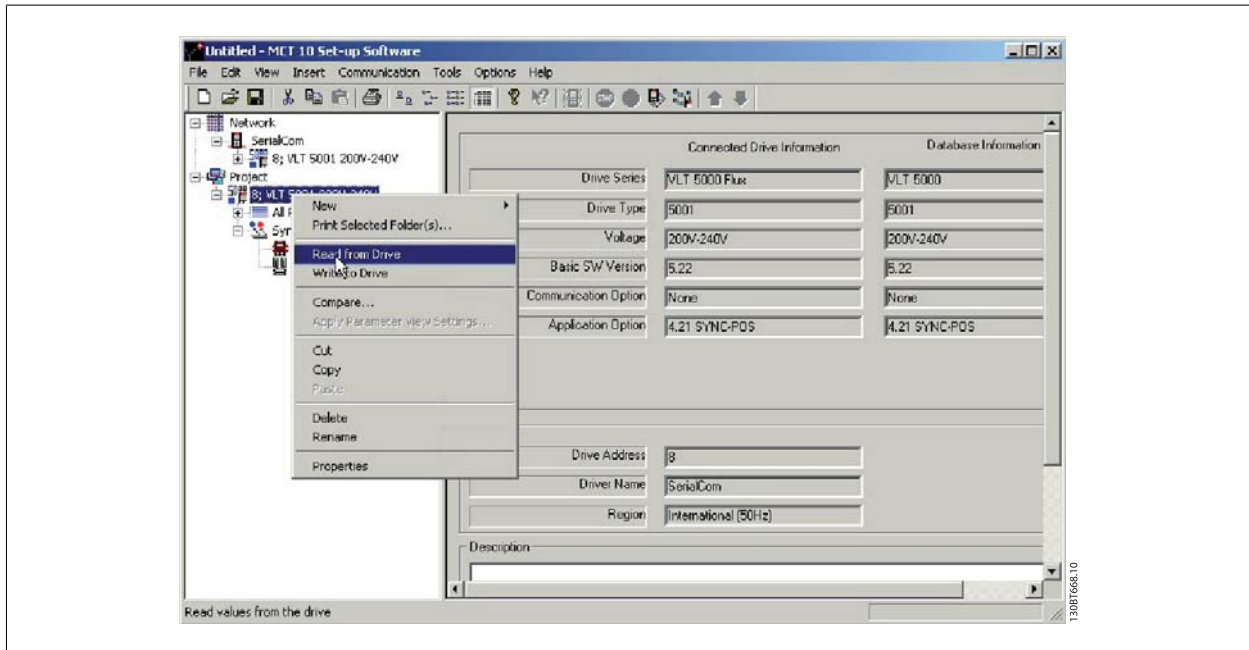 Untitled - MCT 10 Set-up Software
File Edit View Insert Communication Tools Options Help
Network
SerialCom
8; VLT 5001 200V-240V
Project
8; VLT
All
Syn
New
Print Selected Folder(s)...
Read from Drive
Write to Drive
Compare...
Apply Parameter View Settings...
Cut
Copy
Paste
Delete
Rename
Properties
Connected Drive Information Database Information
Drive Series VLT 5000 Flux VLT 5000
Drive Type 5001 5001
Voltage 200V-240V 200V-240V
Basic SW Version 5.22 5.22
Communication Option None None
Application Option 4.21 SYNC-POS 4.21 SYNC-POS
Drive Address 8
Driver Name SerialCom
Region International (50Hz)
Description
Read values from the drive
130BT668.10